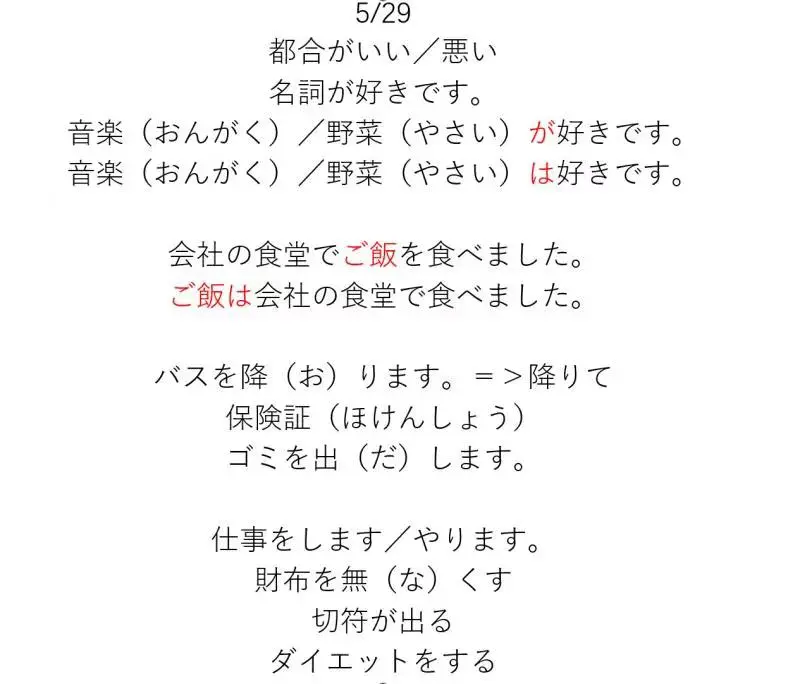 5/29
都合がいい／悪い
名詞が好きです。
音楽（おんがく）／野菜（やさい）が好きです。
音楽（おんがく）／野菜（やさい）は好きです。
会社の食堂でご飯を食べました。
ご飯は会社の食堂で食べました。
バスを降（お）ります。＝＞降りて
保険証（ほけんしょう）
ゴミを出（だ）します。
仕事をします／やります。
財布を無（な）くす
切符が出る
ダイエットをする